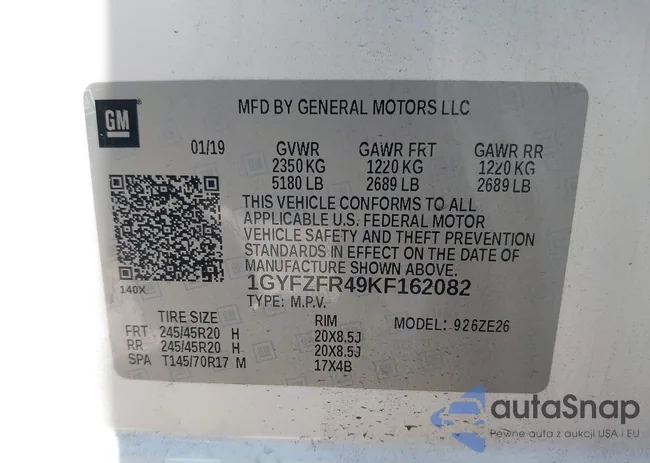 GM
MFD BY GENERAL MOTORS LLC
01/19 GVWR GAWR FRT GAWR RR
2350 KG 1220 KG 1220 KG
5180 LB 2689 LB 2689 LB
THIS VEHICLE CONFORMS TO ALL
APPLICABLE U.S. FEDERAL MOTOR
VEHICLE SAFETY AND THEFT PREVENTION
STANDARDS IN EFFECT ON THE DATE OF
MANUFACTURE SHOWN ABOVE.
140X 1GYFZFR49KF162082
TYPE: M.P.V.
TIRE SIZE RIM MODEL: 926ZE26
FRT 245/45R20 H 20X8.5J
RR 245/45R20 H 20X8.5J
SPA T145/70R17 M 17X4B
autaSnap
Pewne auta z aukcji USA i EU